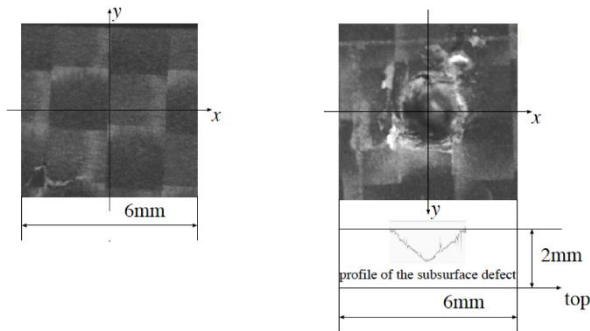 y
x
6mm
x
y
2mm
profile of the subsurface defect
top
6mm